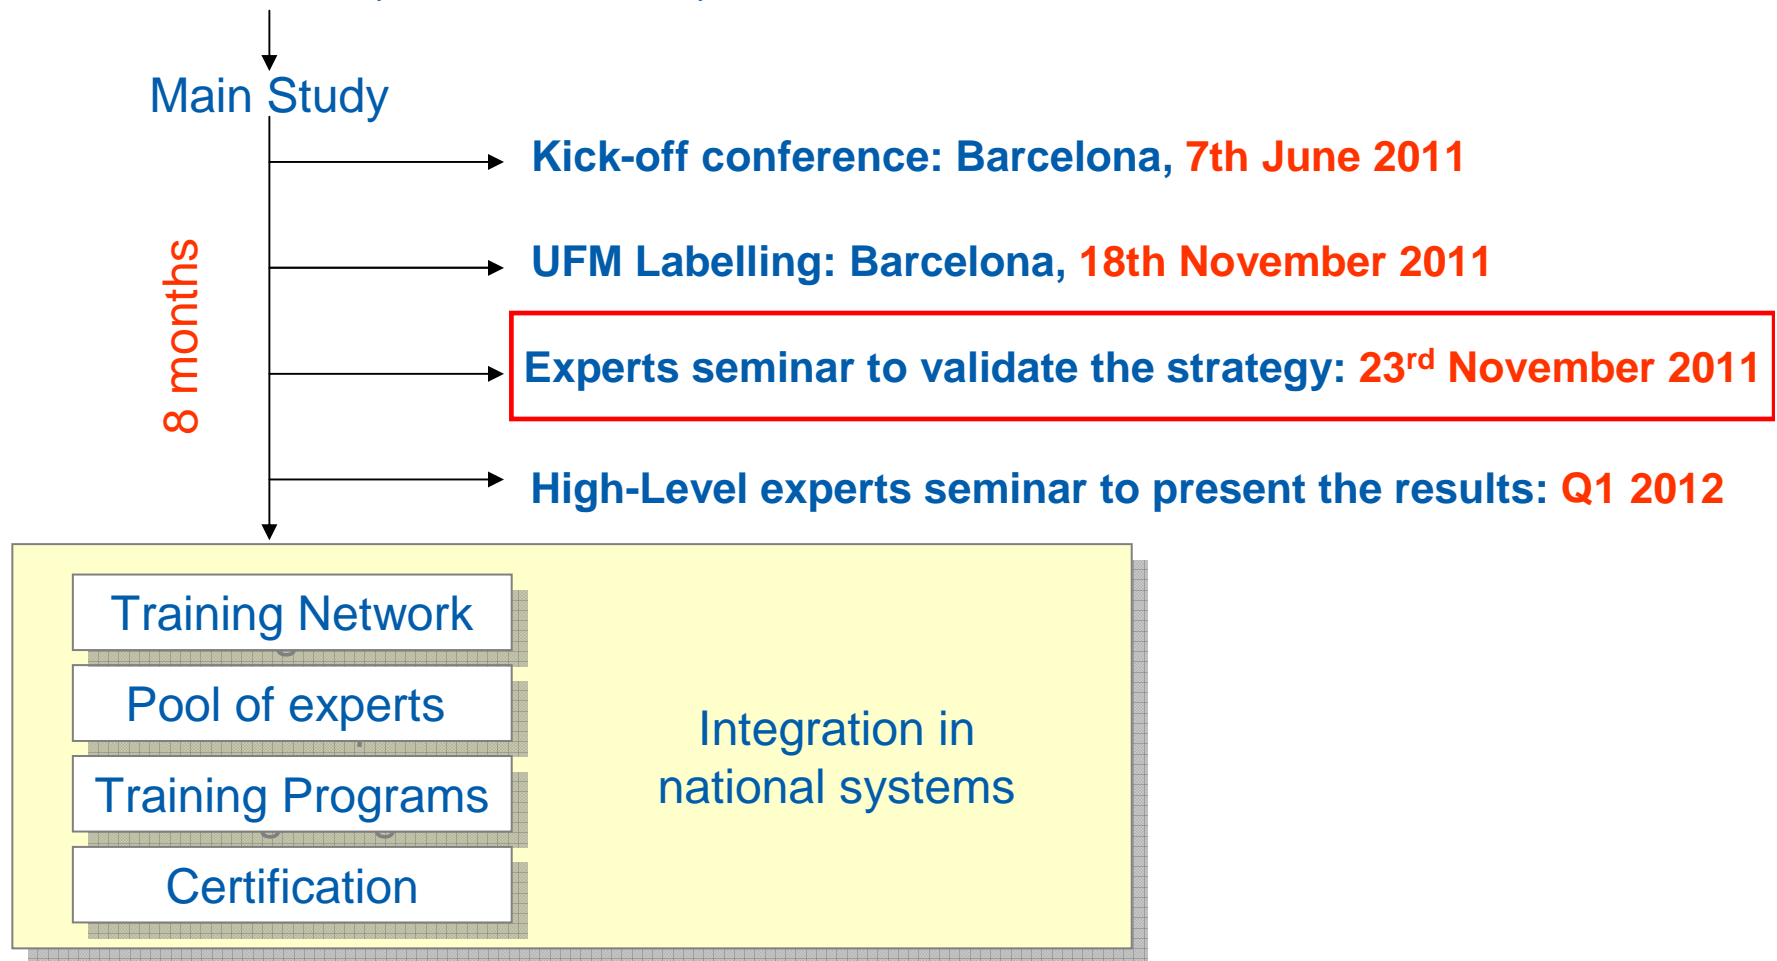 Main Study
Kick-off conference: Barcelona, 7th June 2011
UFM Labelling: Barcelona, 18th November 2011
8 months
Experts seminar to validate the strategy: 23rd November 2011
High-Level experts seminar to present the results: Q1 2012
Training Network
Pool of experts
Integration in
national systems
Training Programs
Certification